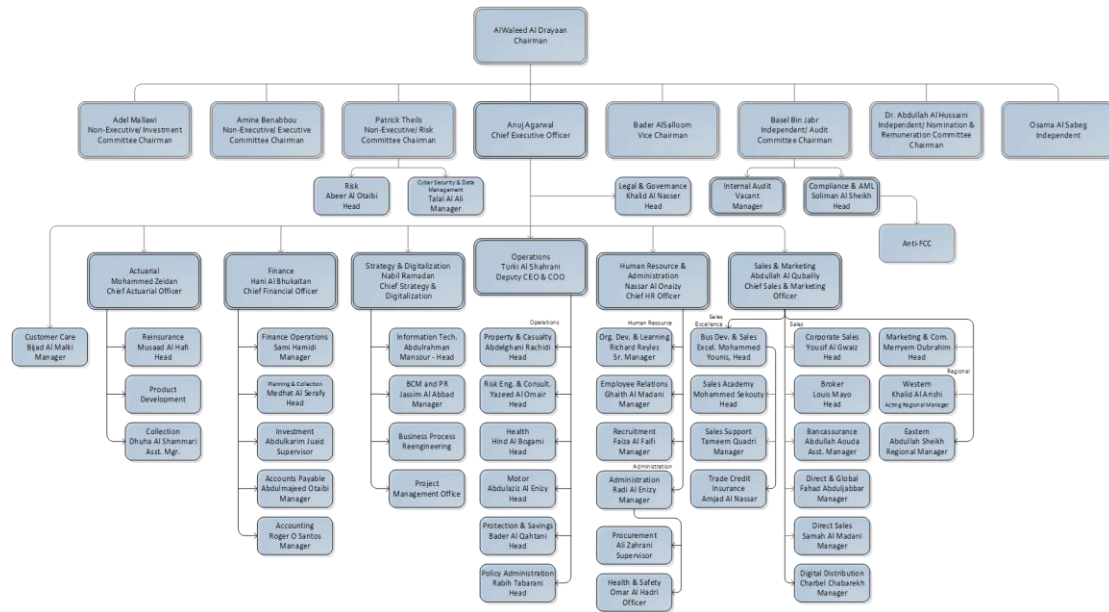 Al Waleed Al Drayaan
Chairman
Adel Mallawi
Non-Executive/ Investment
Committee Chairman
Amine Benabbou
Non-Executive/ Executive
Committee Chairman
Patrick Theils
Non-Executive/ Risk
Committee Chairman
Anuj Agarwal
Chief Executive Officer
Bader AlSalloom
Vice Chairman
Basel Bin Jabr
Independent/ Audit
Committee Chairman
Dr. Abdullah Al Hussaini
Independent/ Nomination &
Remuneration Committee
Chairman
Osama Al Sabeg
Independent
Risk
Abeer Al Otaibi
Head
Cyber Security & Data
Management
Talal Al Ali
Manager
Legal & Governance
Khalid Al Nasser
Head
Internal Audit
Vacant
Manager
Compliance & AML
Soliman Al Sheikh
Head
Anti-FCC
Actuarial
Mohammed Zeidan
Chief Actuarial Officer
Finance
Hani Al Bhukaitan
Chief Financial Officer
Strategy & Digitalization
Nabil Ramadan
Chief Strategy &
Digitalization
Operations
Turki Al Shahrani
Deputy CEO & COO
Human Resource &
Administration
Nassar Al Onaizy
Chief HR Officer
Sales & Marketing
Abdullah Al Qubally
Chief Sales & Marketing
Officer
Customer Care
Bijad Al Malki
Manager
Reinsurance
Musaad Al Hafi
Head
Product
Development
Collection
Dhuha Al Shammari
Asst. Mgr.
Finance Operations
Sami Hamidi
Manager
Planning & Collection
Medhat Al Serafy
Head
Investment
Abdulkarim Juaid
Supervisor
Accounts Payable
Abdulmajeed Otaibi
Manager
Accounting
Roger O Santos
Manager
Information Tech.
Abdulrahman
Mansour - Head
BCM and PR
Jassim Al Abbad
Manager
Business Process
Reengineering
Project
Management Office
Operations
Property & Casualty
Abdelghani Rachidi
Head
Risk Eng. & Consult.
Yazeed Al Omair
Head
Health
Hind Al Bogami
Head
Motor
Abdulaziz Al Enizy
Head
Protection & Savings
Bader Al Qahtani
Head
Policy Administration
Rabih Tabarani
Head
Human Resource
Org. Dev. & Learning
Richard Reyles
Sr. Manager
Employee Relations
Ghaith Al Madani
Manager
Recruitment
Faiza Al Faifi
Manager
Administration
Administration
Radi Al Enizy
Manager
Procurement
Ali Zahrani
Supervisor
Health & Safety
Omar Al Hadri
Officer
Sales
Excellence
Bus Dev. & Sales
Excel. Mohammed
Younis, Head
Sales Academy
Mohammed Sekouty
Head
Sales Support
Tameem Quadri
Manager
Trade Credit
Insurance
Amjad Al Nassar
Sales
Corporate Sales
Yousif Al Gwaiz
Head
Broker
Louis Mayo
Head
Bancassurance
Abdullah Aouda
Asst. Manager
Direct & Global
Fahad Abduljabbar
Manager
Direct Sales
Samah Al Madani
Manager
Digital Distribution
Charbel Chabarekh
Manager
Marketing & Com.
Merryem Oubrahim
Head
Regional
Western
Khalid Al Arishi
Acting Regional Manager
Eastern
Abdullah Sheikh
Regional Manager